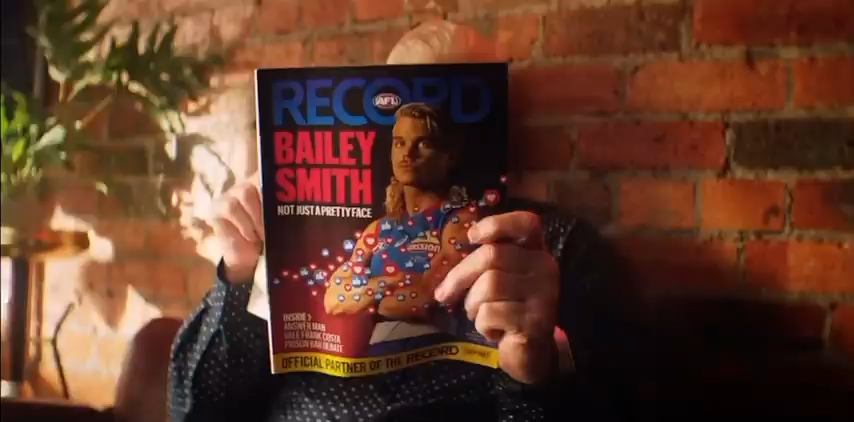 RECORD
AFL
BAILEY
SMITH
NOT JUST A PRETTY FACE
INSIDE >
ANSWER MAN
VALE FRANK COSTA
PRISON BAR DEBATE
OFFICIAL PARTNER OF THE RECORD